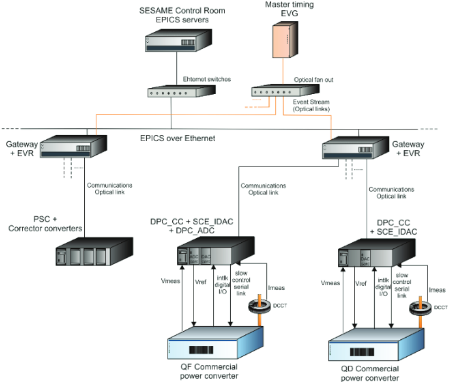 SESAME Control Room
EPICS servers
Master timing
EVG
Ehternet switches
Optical fan out
Event Stream
(Optical links)
EPICS over Ethernet
Gateway
+ EVR
Gateway
+ EVR
Communications
Optical link
Communications
Optical link
Communications
Optical link
PSC +
Corrector converters
DPC_CC + SCE_IDAC
+ DPC_ADC
DPC_CC
+ SCE_IDAC
Vmeas
Vref
intlk
digital
I/O
slow
control
serial
link
Imeas
DCCT
Vmeas
Vref
intlk
digital
I/O
slow
control
serial
link
Imeas
DCCT
QF Commercial
power converter
QD Commercial
power converter